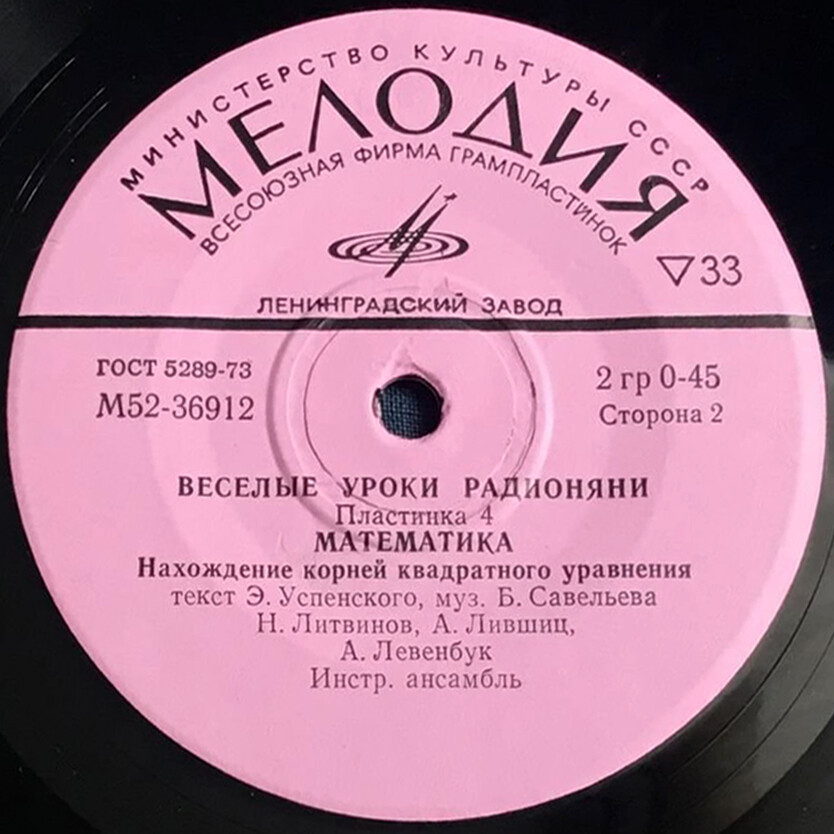 МИНИСТЕРСТВО КУЛЬТУРЫ СССР
МЕЛОДИЯ
ВСЕСОЮЗНАЯ ФИРМА ГРАМПЛАСТИНОК
▽33
ЛЕНИНГРАДСКИЙ ЗАВОД
ГОСТ 5289-73
2 гр 0-45
М52-36912
Сторона 2
ВЕСЕЛЫЕ УРОКИ РАДИОНЯНИ
Пластинка 4
МАТЕМАТИКА
Нахождение корней квадратного уравнения
текст Э. Успенского, муз. Б. Савельева
Н. Литвинов, А. Лившиц,
А. Левенбук
Инстр. ансамбль